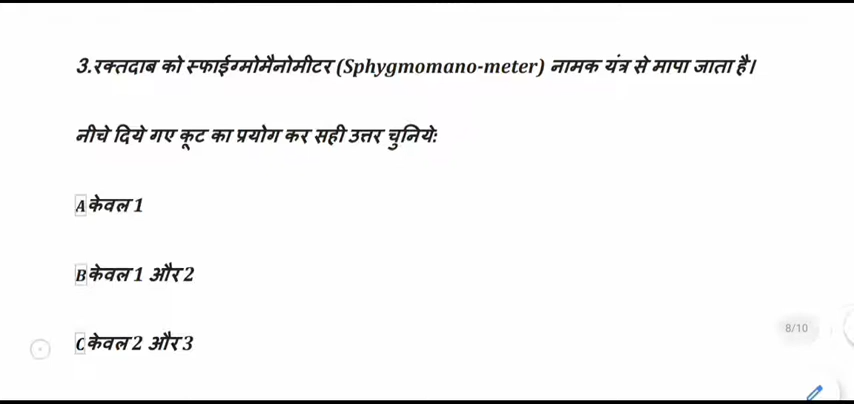 3.रक्तदाब को स्फाईग्मोमैनोमीटर (Sphygmomano-meter) नामक यंत्र से मापा जाता है।
नीचे दिये गए कूट का प्रयोग कर सही उत्तर चुनिये:
A केवल 1
B केवल 1 और 2
C केवल 2 और 3
8/10